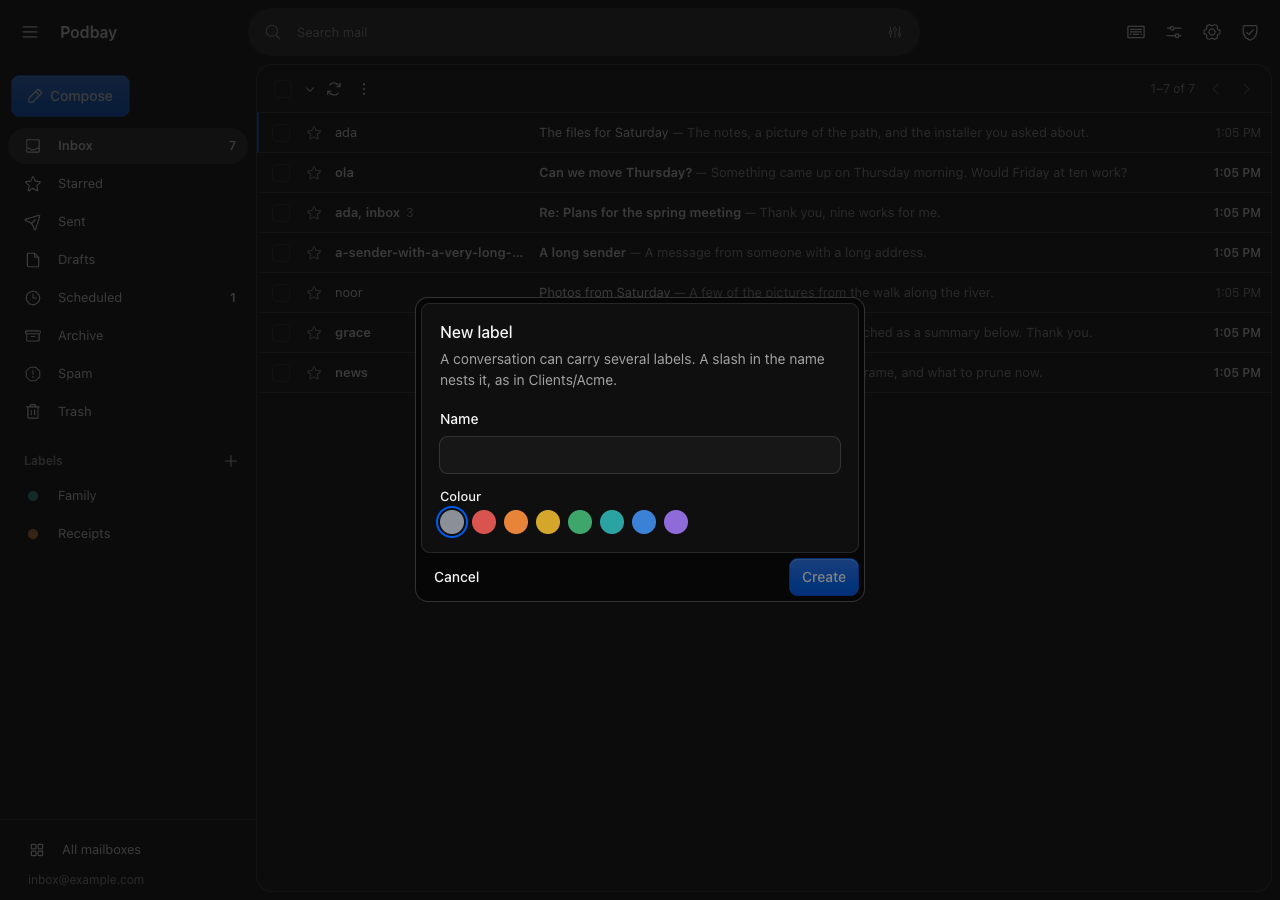 Podbay
Search mail
Compose
1–7 of 7
Inbox 7
Starred
Sent
Drafts
Scheduled 1
Archive
Spam
Trash
Labels
Family
Receipts
All mailboxes
inbox@example.com
ada The files for Saturday — The notes, a picture of the path, and the installer you asked about. 1:05 PM
ola Can we move Thursday? — Something came up on Thursday morning. Would Friday at ten work? 1:05 PM
ada, inbox 3 Re: Plans for the spring meeting — Thank you, nine works for me. 1:05 PM
a-sender-with-a-very-long-... A long sender — A message from someone with a long address. 1:05 PM
noor Photos from Saturday — A few of the pictures from the walk along the river. 1:05 PM
grace ched as a summary below. Thank you. 1:05 PM
news rame, and what to prune now. 1:05 PM
New label
A conversation can carry several labels. A slash in the name
nests it, as in Clients/Acme.
Name
Colour
Cancel
Create